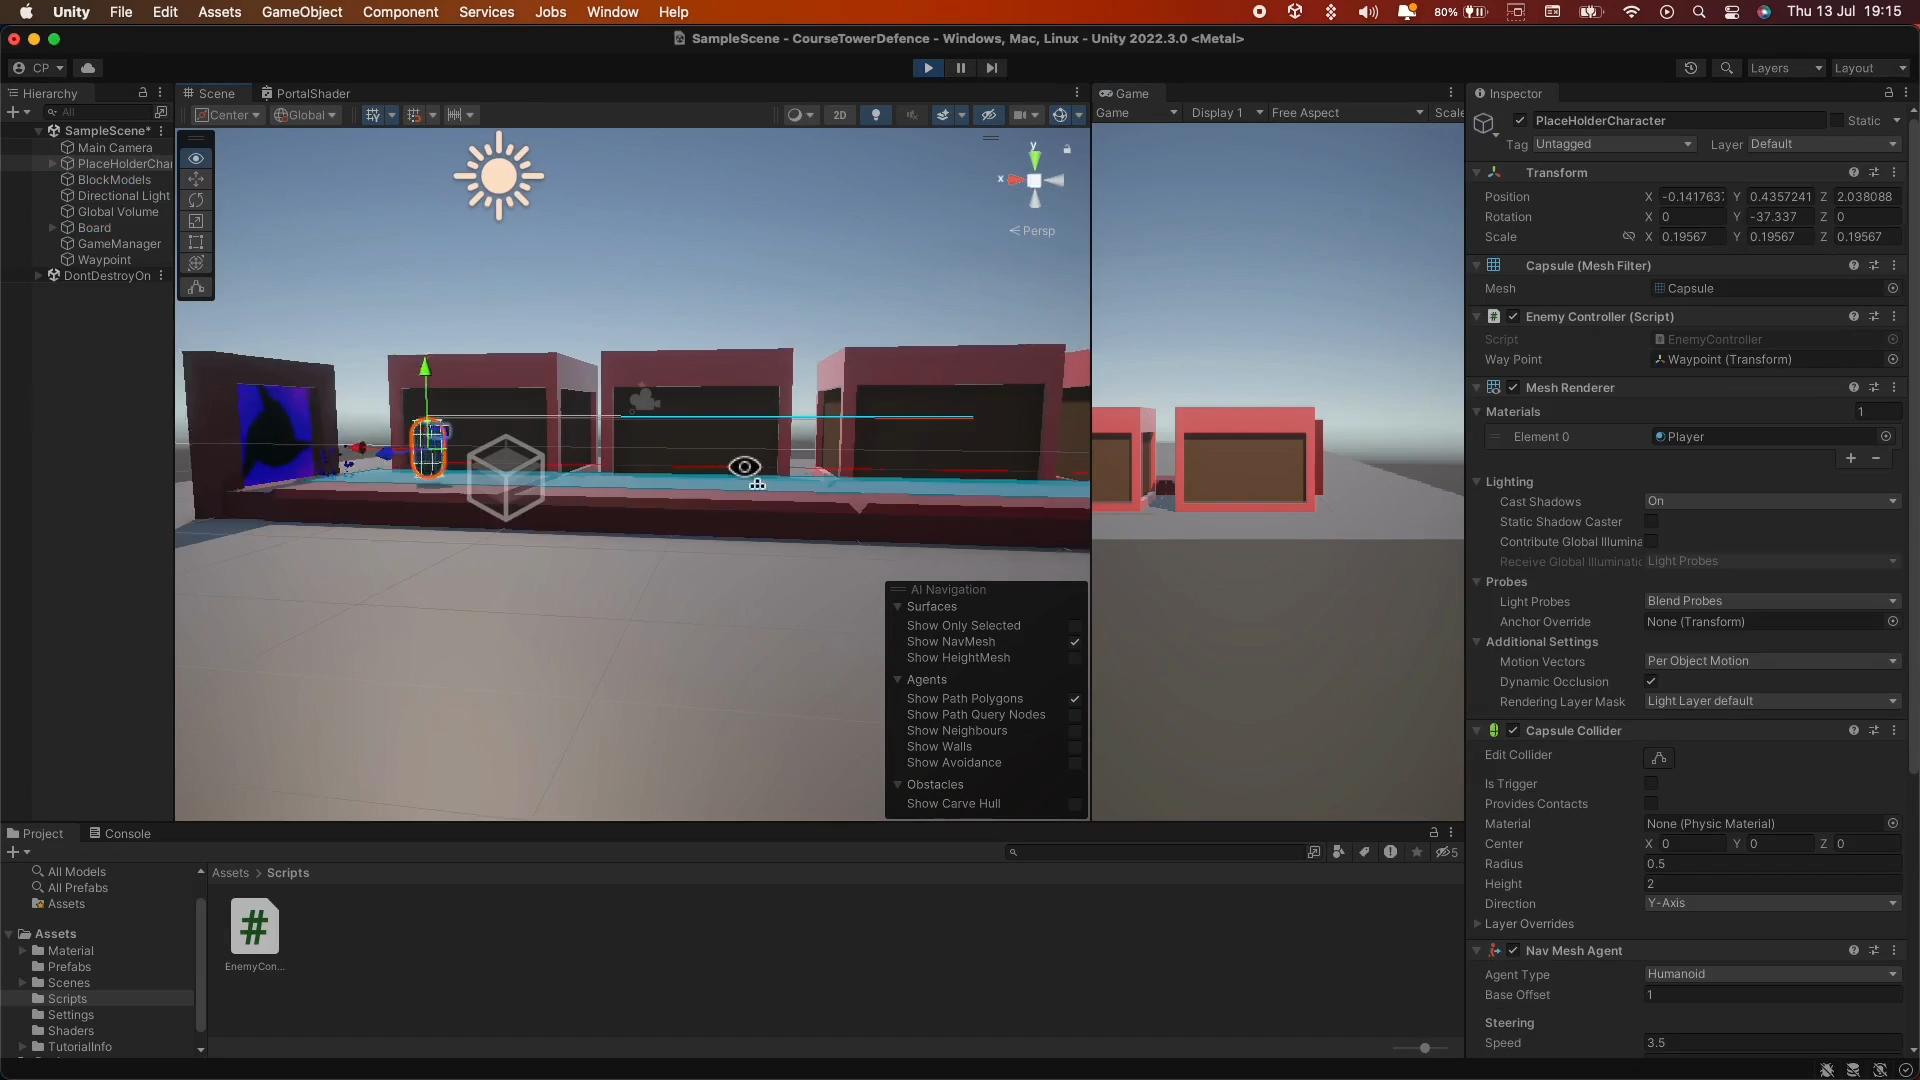 Unity File Edit Assets GameObject Component Services Jobs Window Help 80% Thu 13 Jul 19:15
SampleScene - CourseTowerDefence - Windows, Mac, Linux - Unity 2022.3.0 <Metal>
CP Layers Layout
Hierarchy
All
SampleScene*
Main Camera
PlaceHolderChar
BlockModels
Directional Light
Global Volume
Board
GameManager
Waypoint
DontDestroyOn
Scene PortalShader
Center Global 2D
y
x
Persp
AI Navigation
Surfaces
Show Only Selected
Show NavMesh
Show HeightMesh
Agents
Show Path Polygons
Show Path Query Nodes
Show Neighbours
Show Walls
Show Avoidance
Obstacles
Show Carve Hull
Game
Game Display 1 Free Aspect Scale
Inspector
PlaceHolderCharacter Static
Tag Untagged Layer Default
Transform
Position X -0.141763 Y 0.4357241 Z 2.038088
Rotation X 0 Y -37.337 Z 0
Scale X 0.19567 Y 0.19567 Z 0.19567
Capsule (Mesh Filter)
Mesh Capsule
Enemy Controller (Script)
Script EnemyController
Way Point Waypoint (Transform)
Mesh Renderer
Materials 1
Element 0 Player
Lighting
Cast Shadows On
Static Shadow Caster
Contribute Global Illumina
Receive Global Illuminatio Light Probes
Probes
Light Probes Blend Probes
Anchor Override None (Transform)
Additional Settings
Motion Vectors Per Object Motion
Dynamic Occlusion
Rendering Layer Mask Light Layer default
Capsule Collider
Edit Collider
Is Trigger
Provides Contacts
Material None (Physic Material)
Center X 0 Y 0 Z 0
Radius 0.5
Height 2
Direction Y-Axis
Layer Overrides
Nav Mesh Agent
Agent Type Humanoid
Base Offset 1
Steering
Speed 3.5
Project Console
5
All Models
All Prefabs
Assets
Assets
Material
Prefabs
Scenes
Scripts
Settings
Shaders
TutorialInfo
Assets > Scripts
#
EnemyCon...